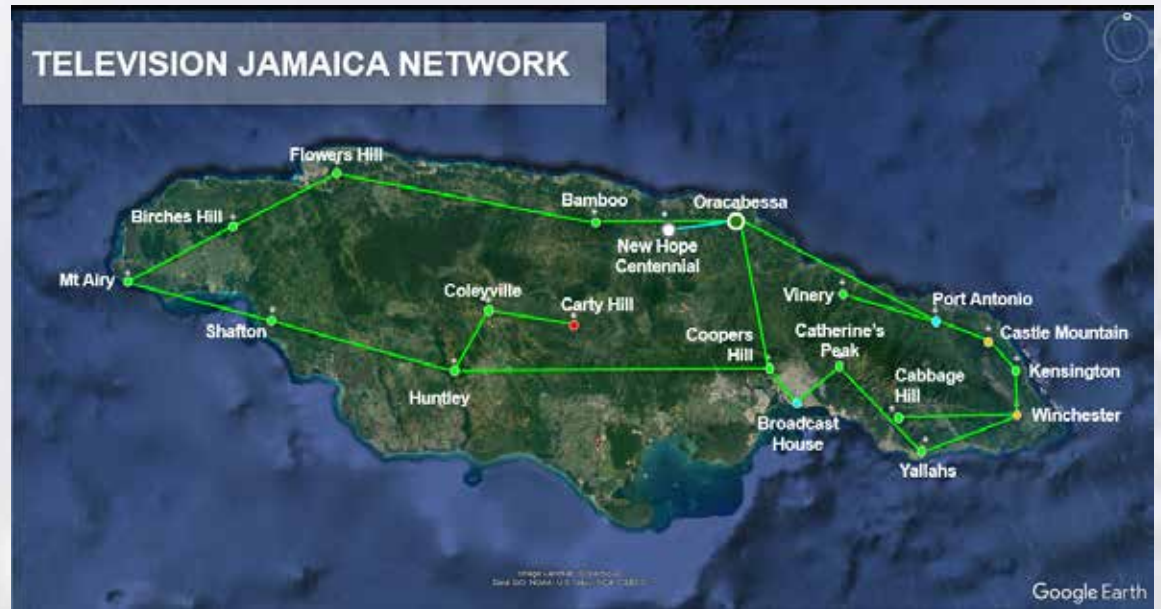 TELEVISION JAMAICA NETWORK
Flowers Hill
Birches Hill
Bamboo
Oracabessa
New Hope
Centennial
Mt Airy
Coleyville
Carty Hill
Vinery
Port Antonio
Shafton
Coopers
Hill
Catherine's
Peak
Castle Mountain
Kensington
Cabbage
Hill
Huntley
Winchester
Broadcast
House
Yallahs
Google Earth